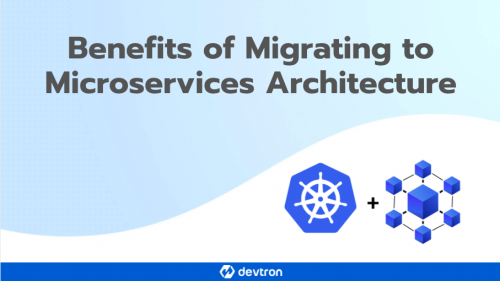 Benefits of Migrating to
Microservices Architecture
+
devtron